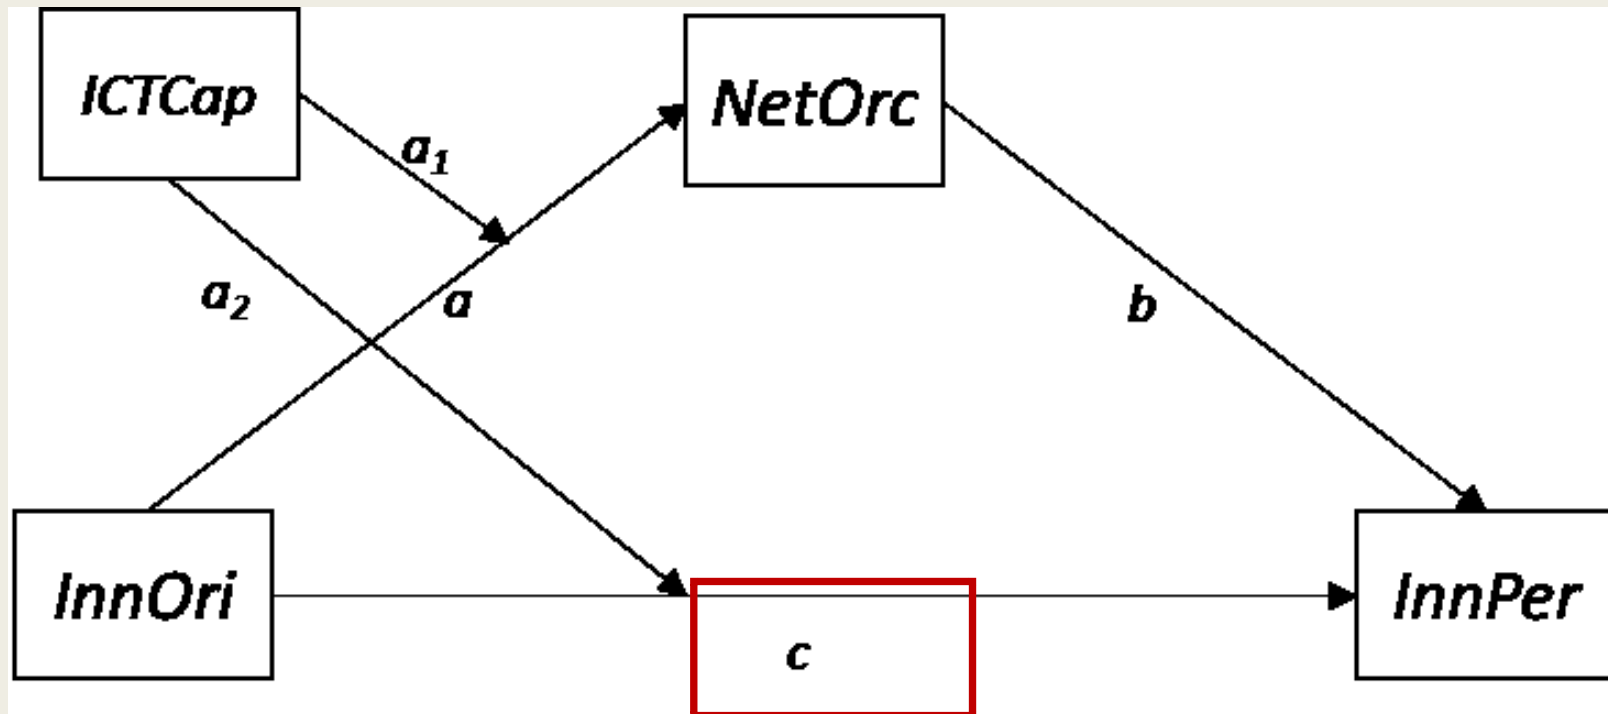 ICTCap
NetOrc
a₁
a₂
a
b
InnOri
InnPer
c